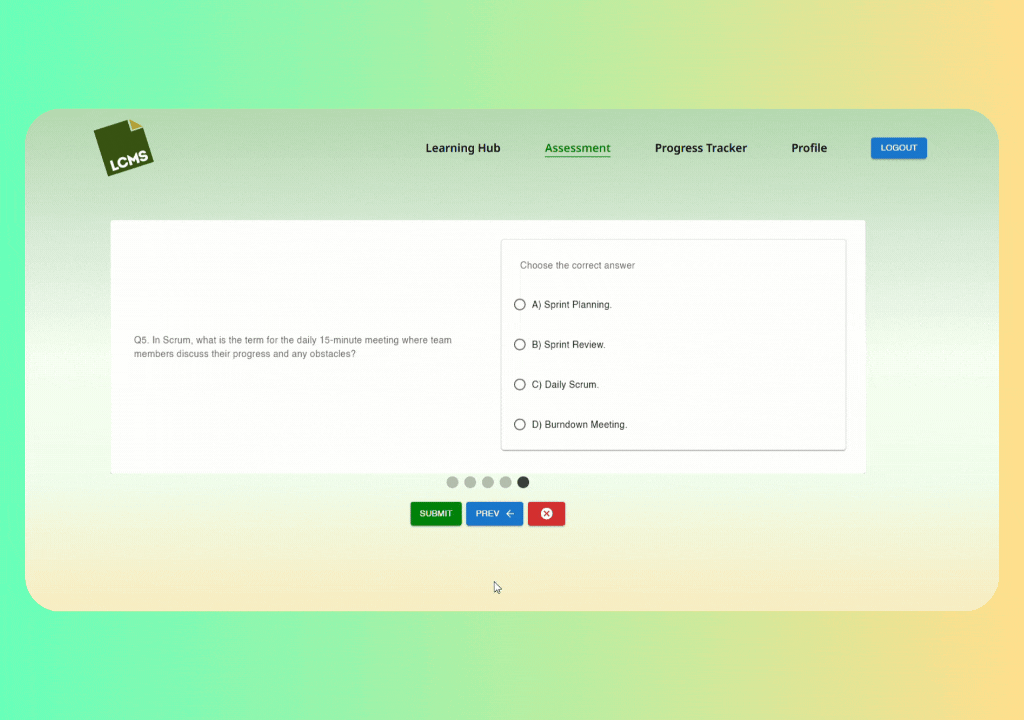 LCMS
Learning Hub
Assessment
Progress Tracker
Profile
LOGOUT
Q5. In Scrum, what is the term for the daily 15-minute meeting where team
members discuss their progress and any obstacles?
Choose the correct answer
A) Sprint Planning.
B) Sprint Review.
C) Daily Scrum.
D) Burndown Meeting.
SUBMIT
PREV